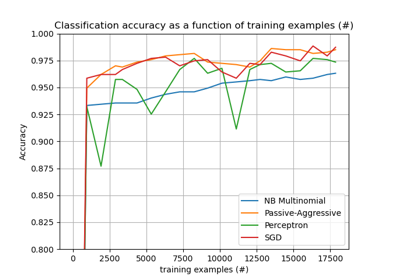 Classification accuracy as a function of training examples (#)
1.000
0.975
0.950
0.925
0.900
0.875
0.850
0.825
0.800
Accuracy
NB Multinomial
Passive-Aggressive
Perceptron
SGD
0 2500 5000 7500 10000 12500 15000 17500
training examples (#)